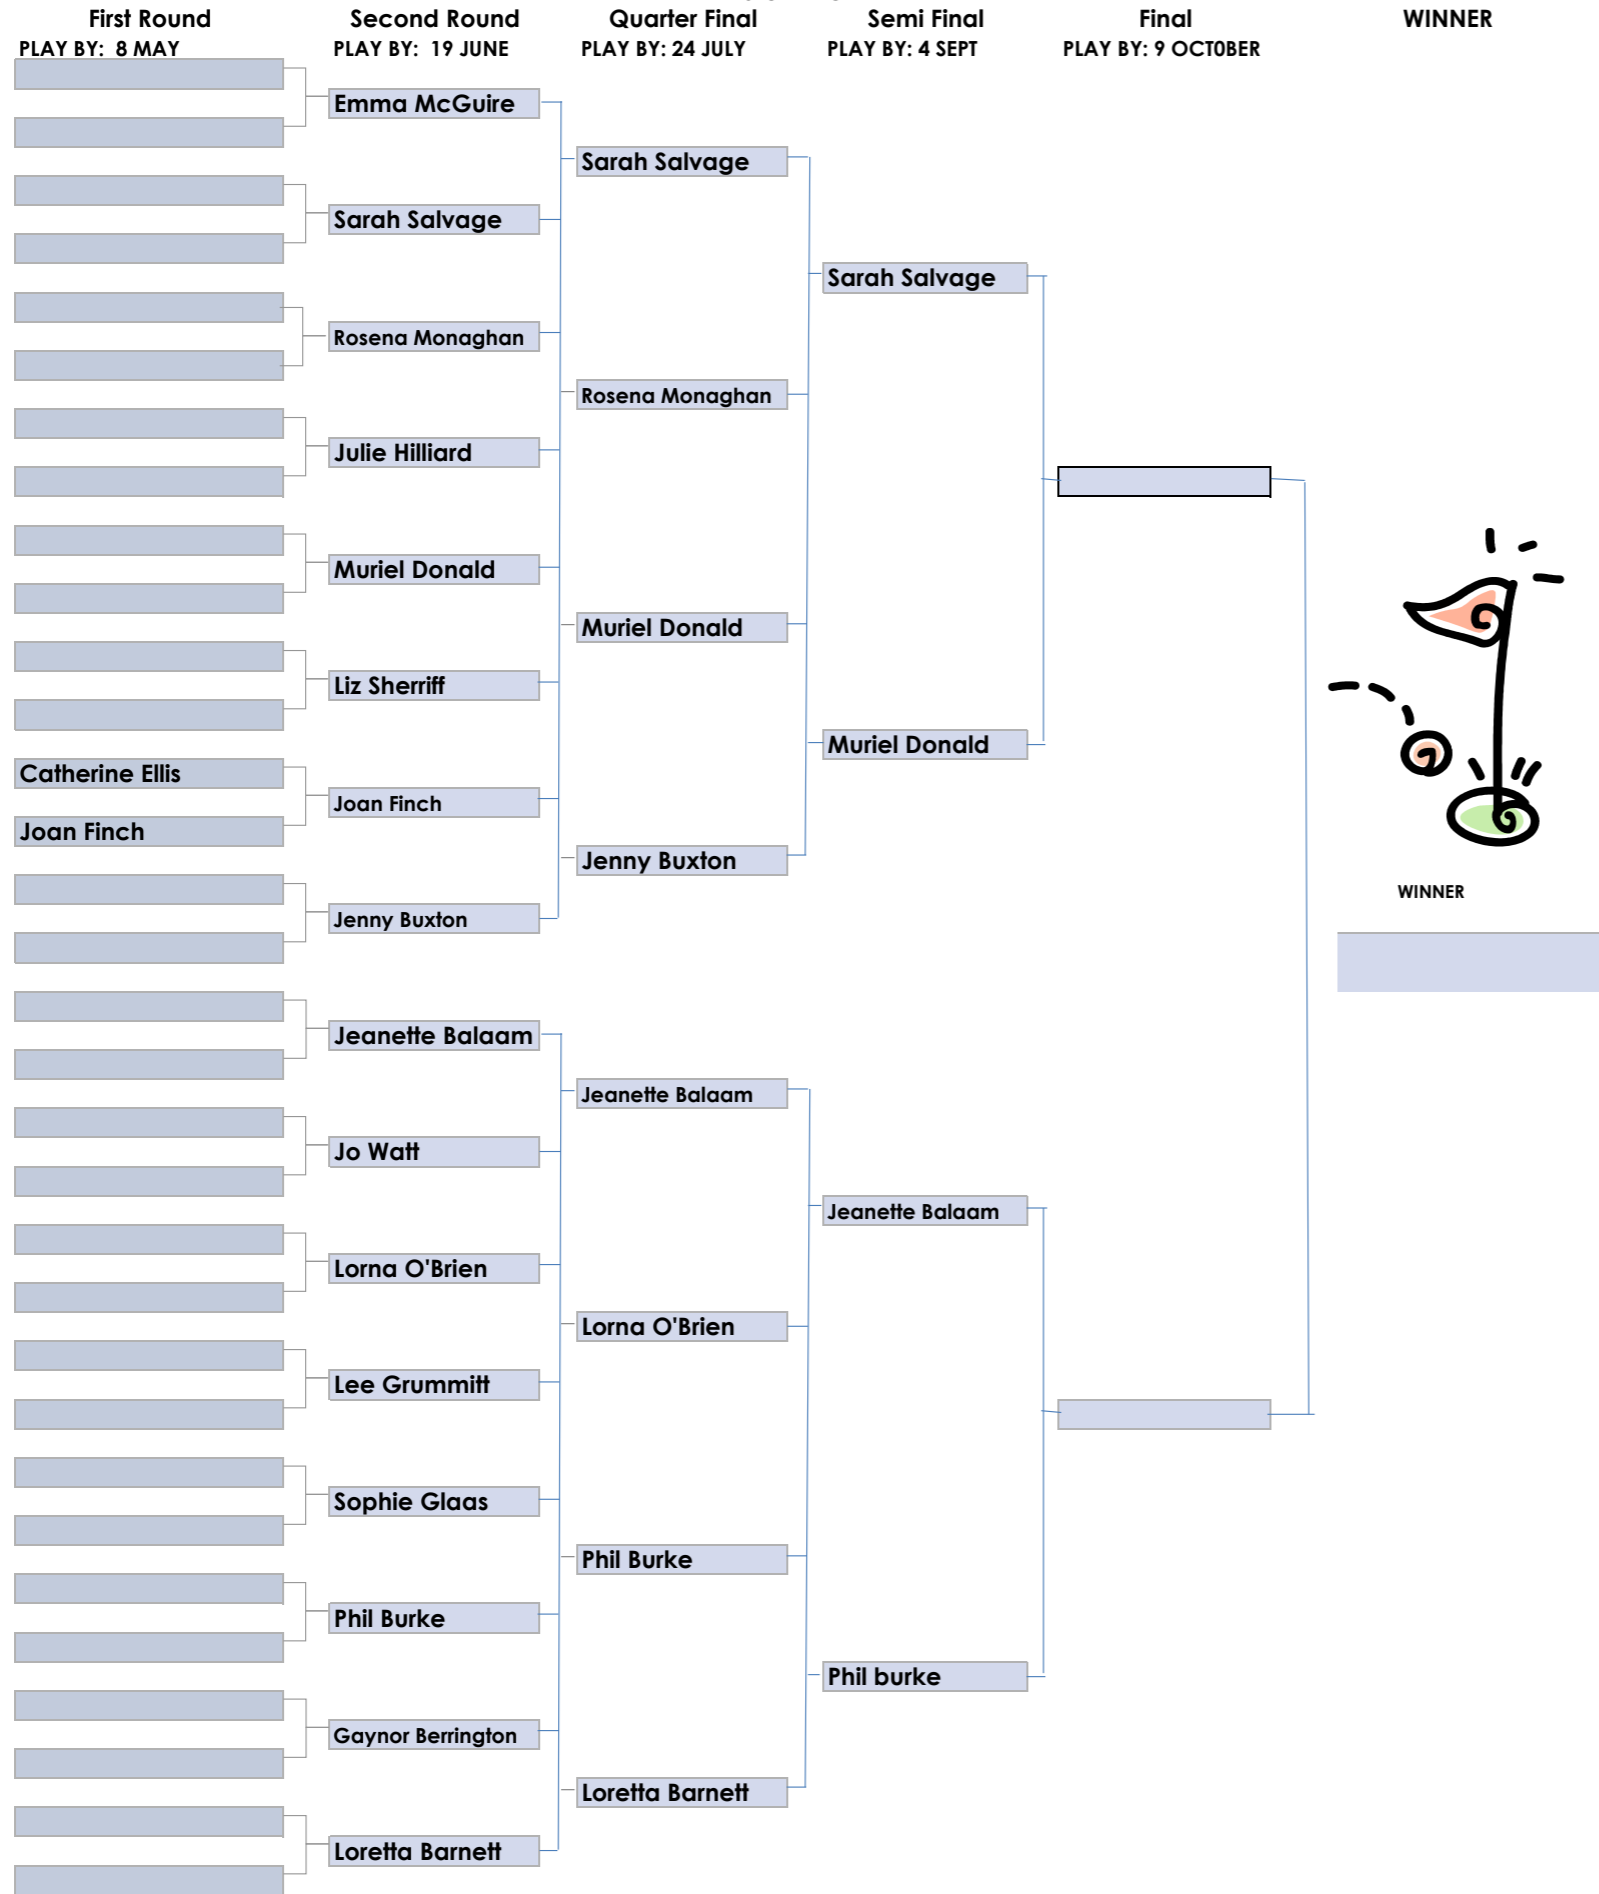 First Round Second Round Quarter Final Semi Final Final WINNER
PLAY BY: 8 MAY PLAY BY: 19 JUNE PLAY BY: 24 JULY PLAY BY: 4 SEPT PLAY BY: 9 OCT0BER
Emma McGuire
Sarah Salvage
Sarah Salvage
Sarah Salvage
Rosena Monaghan
Rosena Monaghan
Julie Hilliard
Muriel Donald
Muriel Donald
Liz Sherriff
Muriel Donald
Catherine Ellis
Joan Finch
Joan Finch
Jenny Buxton
WINNER
Jenny Buxton
Jeanette Balaam
Jeanette Balaam
Jo Watt
Jeanette Balaam
Lorna O'Brien
Lorna O'Brien
Lee Grummitt
Sophie Glaas
Phil Burke
Phil Burke
Phil burke
Gaynor Berrington
Loretta Barnett
Loretta Barnett